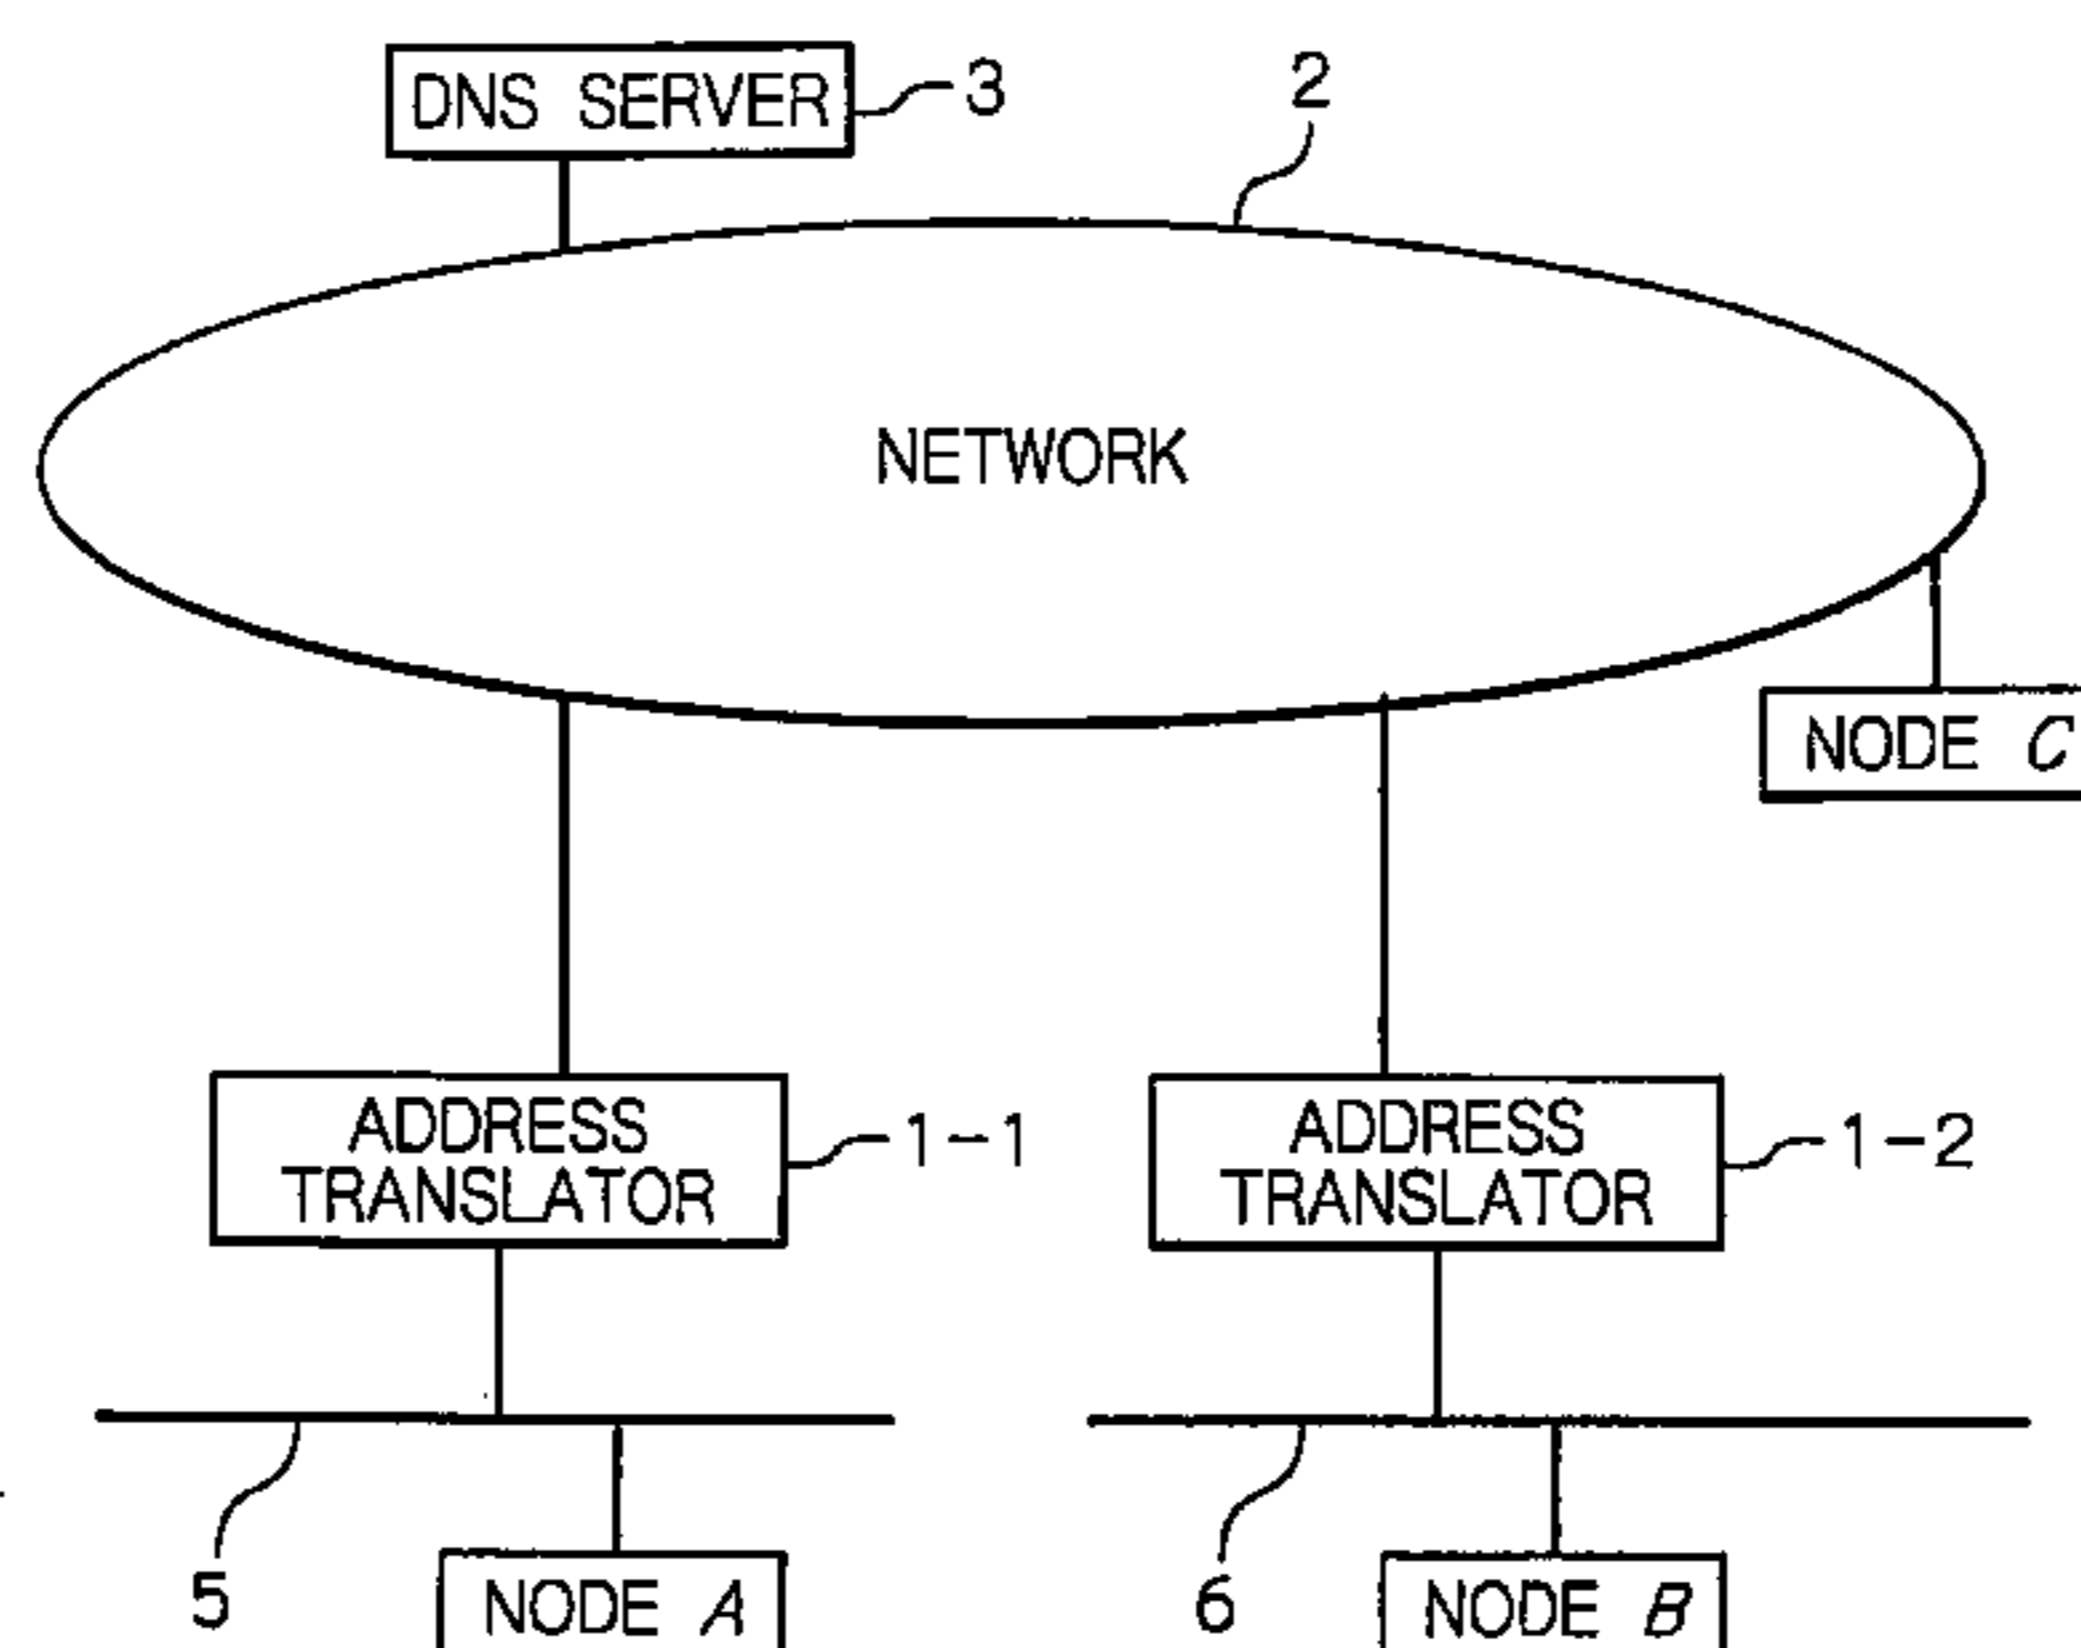 DNS SERVER 3
2
NETWORK
NODE C
ADDRESS
TRANSLATOR
1-1
ADDRESS
TRANSLATOR
1-2
5
NODE A
6
NODE B